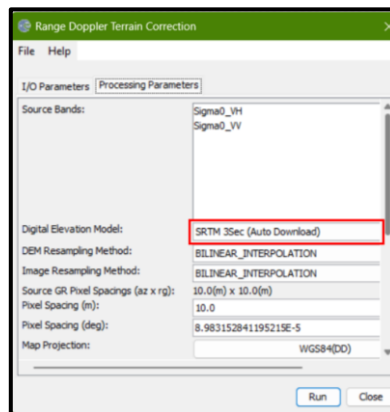 Range Doppler Terrain Correction
File Help
I/O Parameters Processing Parameters
Source Bands:
Sigma0_VH
Sigma0_VV
Digital Elevation Model: SRTM 3Sec (Auto Download)
DEM Resampling Method: BILINEAR_INTERPOLATION
Image Resampling Method: BILINEAR_INTERPOLATION
Source GR Pixel Spacings (az x rg): 10.0(m) x 10.0(m)
Pixel Spacing (m): 10.0
Pixel Spacing (deg): 8.983152841195215E-5
Map Projection: WGS84(DD)
Run Close